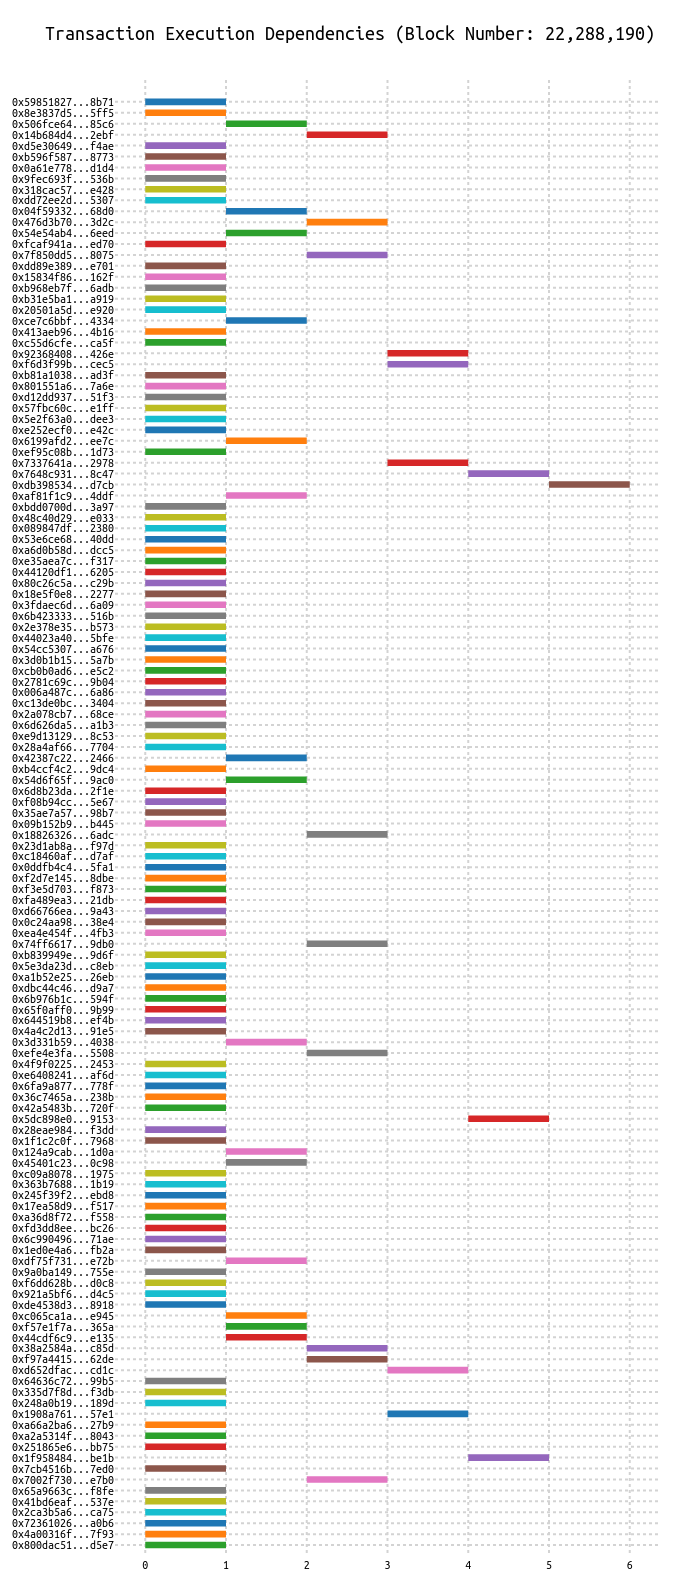 Transaction Execution Dependencies (Block Number: 22,288,190)
0x59851827...8b71
0x8e3837d5...5ff5
0x506fce64...85c6
0x14b684d4...2ebf
0xd5e30649...f4ae
0xb596f587...8773
0x0a61e778...d1d4
0x9fec693f...536b
0x318cac57...e428
0xdd72ee2d...5307
0x04f59332...68d0
0x476d3b70...3d2c
0x54e54ab4...6eed
0xfcaf941a...ed70
0x7f850dd5...8075
0xdd89e389...e701
0x15834f86...162f
0xb968eb7f...6adb
0xb31e5ba1...a919
0x20501a5d...e920
0xce7c6bbf...4334
0x413aeb96...4b16
0xc55d6cfe...ca5f
0x92368408...426e
0xf6d3f99b...cec5
0xb81a1038...ad3f
0x801551a6...7a6e
0xd12dd937...51f3
0x57fbc60c...e1ff
0x5e2f63a0...dee3
0xe252ecf0...e42c
0x6199afd2...ee7c
0xef95c08b...1d73
0x7337641a...2978
0x7648c931...8c47
0xdb398534...d7cb
0xaf81f1c9...4ddf
0xbdd0700d...3a97
0x48c40d29...e033
0x089847df...2380
0x53e6ce68...40dd
0xa6d0b58d...dcc5
0xe35aea7c...f317
0x44120df1...6205
0x80c26c5a...c29b
0x18e5f0e8...2277
0x3fdaec6d...6a09
0x6b423333...516b
0x2e378e35...b573
0x44023a40...5bfe
0x54cc5307...a676
0x3d0b1b15...5a7b
0xcb0b0ad6...e5c2
0x2781c69c...9b04
0x006a487c...6a86
0xc13de0bc...3404
0x2a078cb7...68ce
0x6d626da5...a1b3
0xe9d13129...8c53
0x28a4af66...7704
0x42387c22...2466
0xb4ccf4c2...9dc4
0x54d6f65f...9ac0
0x6d8b23da...2f1e
0xf08b94cc...5e67
0x35ae7a57...98b7
0x09b152b9...b445
0x18826326...6adc
0x23d1ab8a...f97d
0xc18460af...d7af
0x0ddfb4c4...5fa1
0xf2d7e145...8dbe
0xf3e5d703...f873
0xfa489ea3...21db
0xd66766ea...9a43
0x0c24aa98...38e4
0xea4e454f...4fb3
0x74ff6617...9db0
0xb839949e...9d6f
0x5e3da23d...c8eb
0xa1b52e25...26eb
0xdbc44c46...d9a7
0x6b976b1c...594f
0x65f0aff0...9b99
0x644519b8...ef4b
0x4a4c2d13...91e5
0x3d331b59...4038
0xefe4e3fa...5508
0x4f9f0225...2453
0xe6408241...af6d
0x6fa9a877...778f
0x36c7465a...238b
0x42a5483b...720f
0x5dc898e0...9153
0x28eae984...f3dd
0x1f1c2c0f...7968
0x124a9cab...1d0a
0x45401c23...0c98
0xc09a8078...1975
0x363b7688...1b19
0x245f39f2...ebd8
0x17ea58d9...f517
0xa36d8f72...f558
0xfd3dd8ee...bc26
0x6c990496...71ae
0x1ed0e4a6...fb2a
0xdf75f731...e72b
0x9a0ba149...755e
0xf6dd628b...d0c8
0x921a5bf6...d4c5
0xde4538d3...8918
0xc065ca1a...e945
0xf57e1f7a...365a
0x44cdf6c9...e135
0x38a2584a...c85d
0xf97a4415...62de
0xd652dfac...cd1c
0x64636c72...99b5
0x335d7f8d...f3db
0x248a0b19...189d
0x1908a761...57e1
0xa66a2ba6...27b9
0xa2a5314f...8043
0x251865e6...bb75
0x1f958484...be1b
0x7cb4516b...7ed0
0x7002f730...e7b0
0x65a9663c...f8fe
0x41bd6eaf...537e
0x2ca3b5a6...ca75
0x72361026...a0b6
0x4a00316f...7f93
0x800dac51...d5e7
0 1 2 3 4 5 6